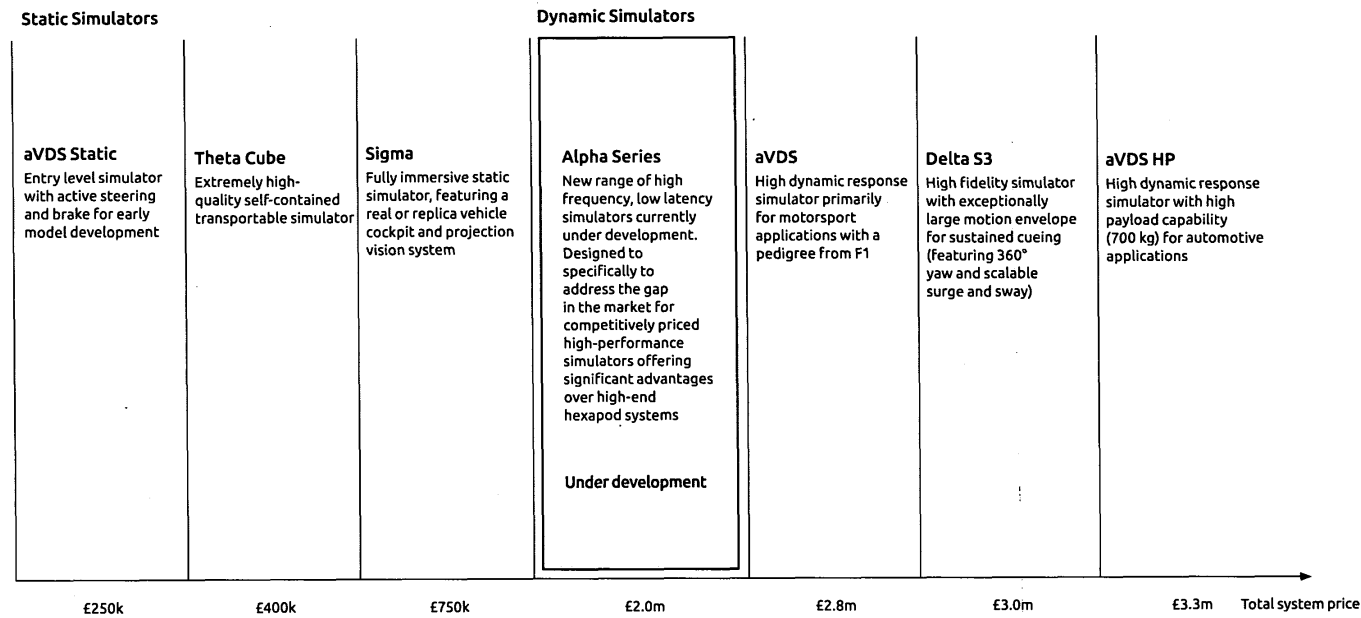 Static Simulators
Dynamic Simulators
aVDS Static
Entry level simulator
with active steering
and brake for early
model development
Theta Cube
Extremely high-
quality self-contained
transportable simulator
Sigma
Fully immersive static
simulator, featuring a
real or replica vehicle
cockpit and projection
vision system
Alpha Series
New range of high
frequency, low latency
simulators currently
under development.
Designed to
specifically to
address the gap
in the market for
competitively priced
high-performance
simulators offering
significant advantages
over high-end
hexapod systems
Under development
aVDS
High dynamic response
simulator primarily
for motorsport
applications with a
pedigree from F1
Delta S3
High fidelity simulator
with exceptionally
large motion envelope
for sustained cueing
(featuring 360°
yaw and scalable
surge and sway)
aVDS HP
High dynamic response
simulator with high
payload capability
(700 kg) for automotive
applications
£250k
£400k
£750k
£2.0m
£2.8m
£3.0m
£3.3m
Total system price